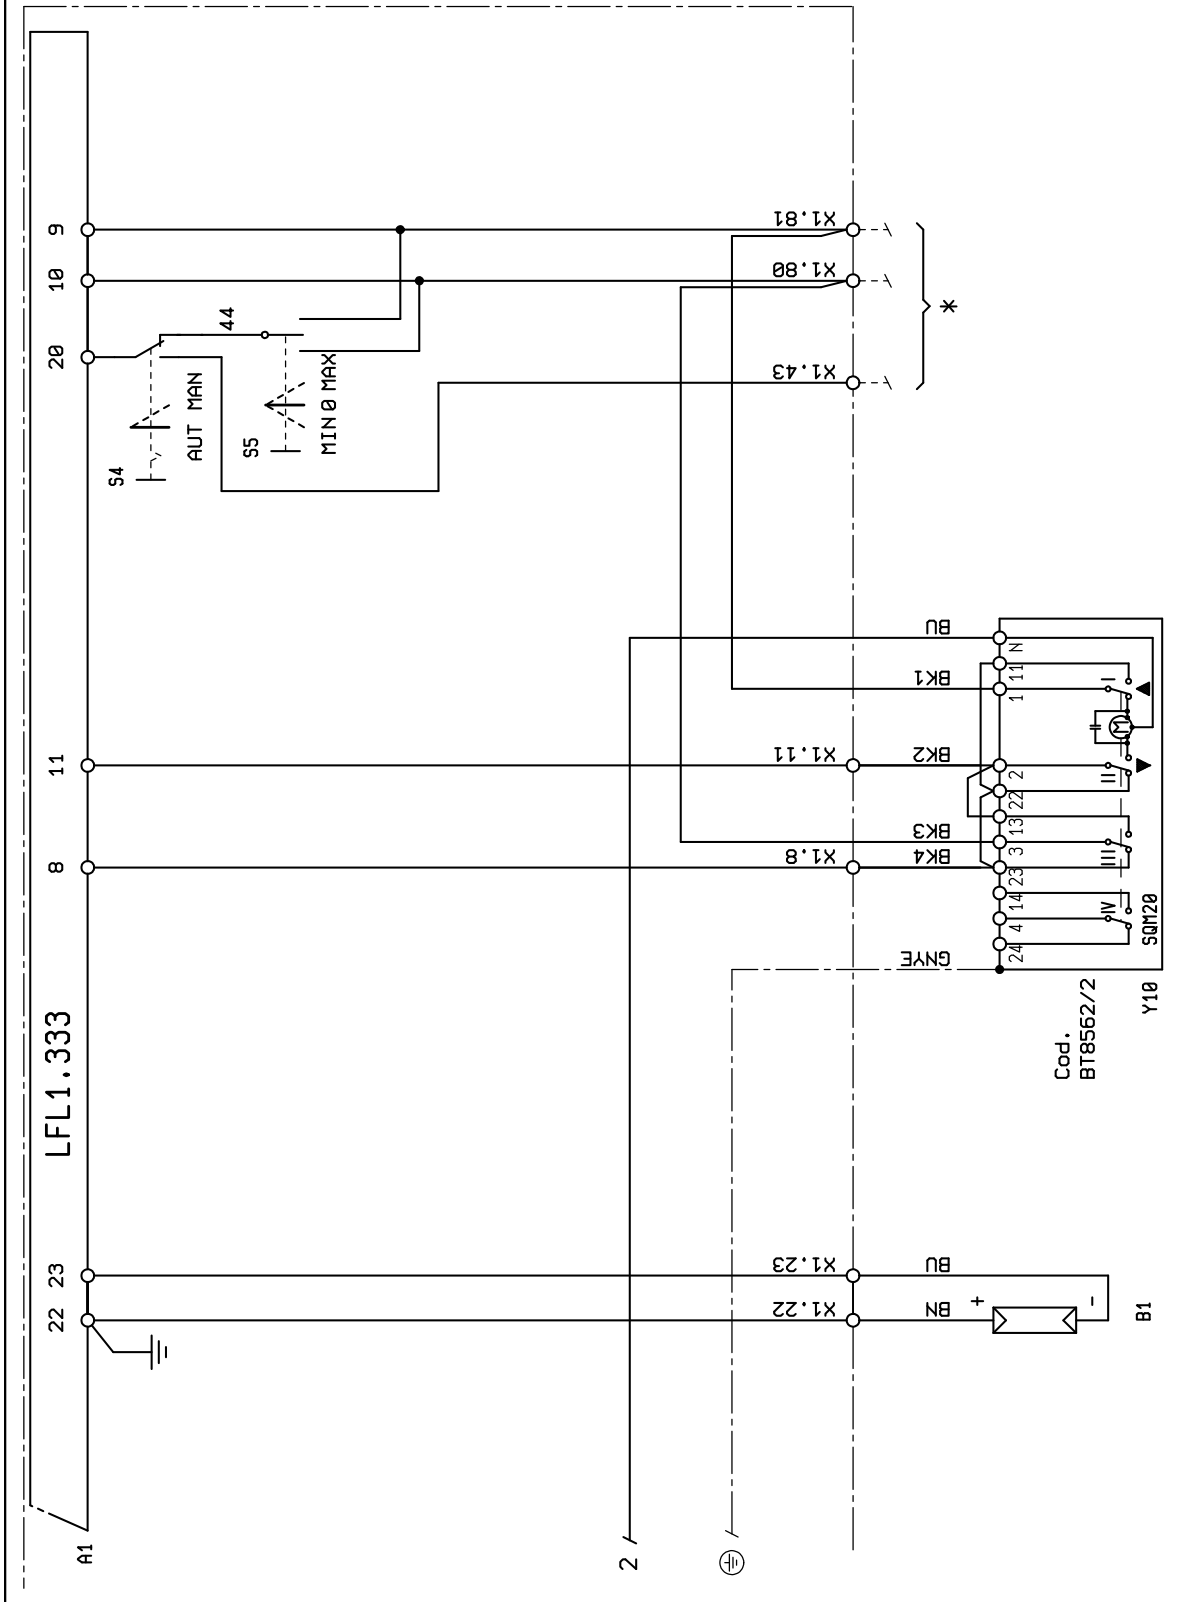 9
10
20
11
8
LFL1.333
23
22
A1
44
S4
AUT MAN
S5
MIN 0 MAX
X1.81
X1.80
X1.43
*
X1.11
X1.8
X1.23
X1.22
BU
BK1
BK2
BK3
BK4
GNYE
BU
BN
N
11
1
2
22
13
3
23
14
4
24
I
II
III
IV
M
SQM20
Y10
Cod.
BT8562/2
+
-
B1
2 /